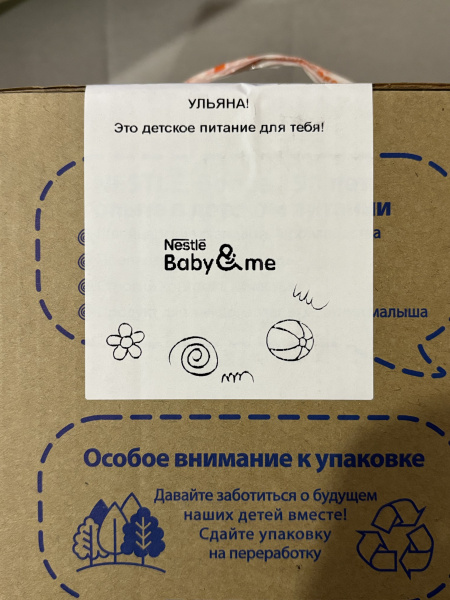 УЛЬЯНА!
Это детское питание для тебя!
Nestlē
Baby&me
малыша
Особое внимание к упаковке
Давайте заботиться о будущем
наших детей вместе!
Сдайте упаковку
на переработку